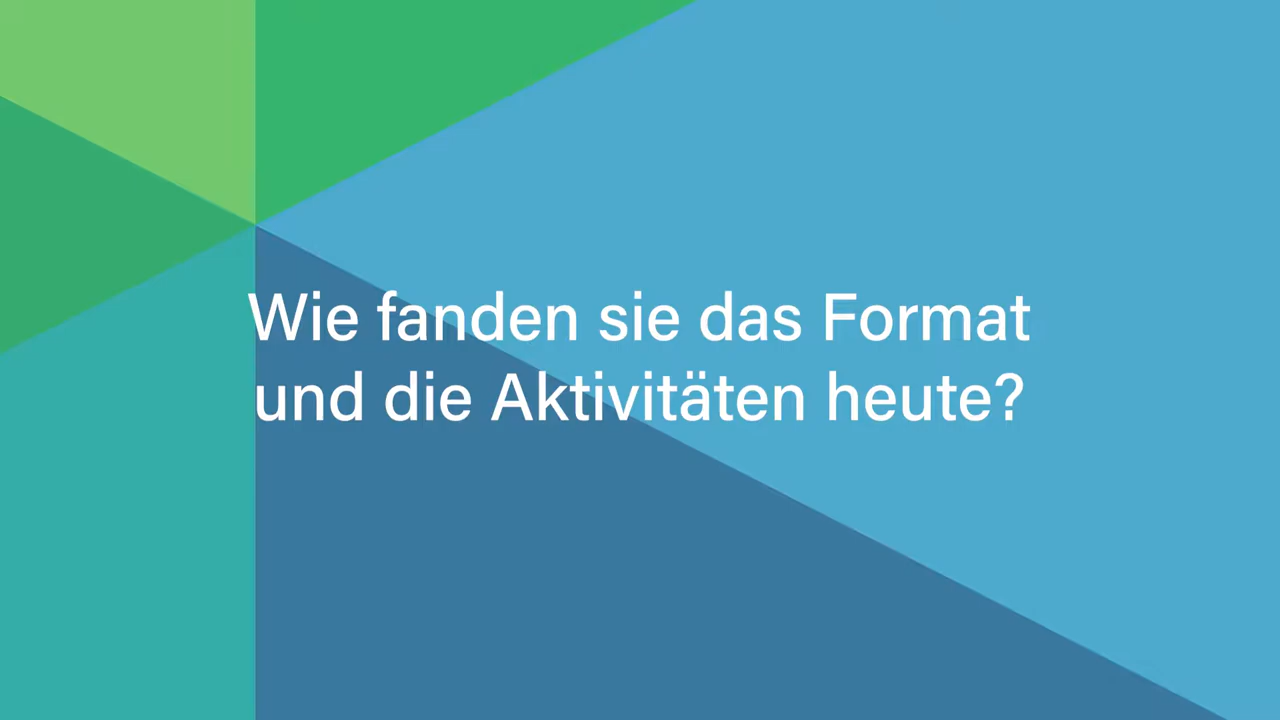 Wie fanden sie das Format
und die Aktivitäten heute?